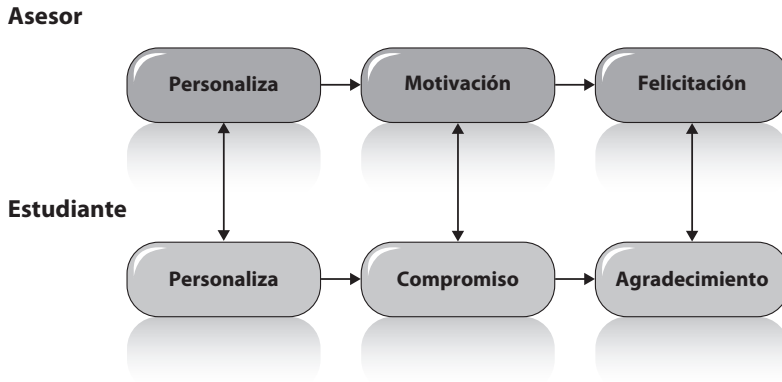 Asesor
Personaliza
Motivación
Felicitación
Estudiante
Personaliza
Compromiso
Agradecimiento